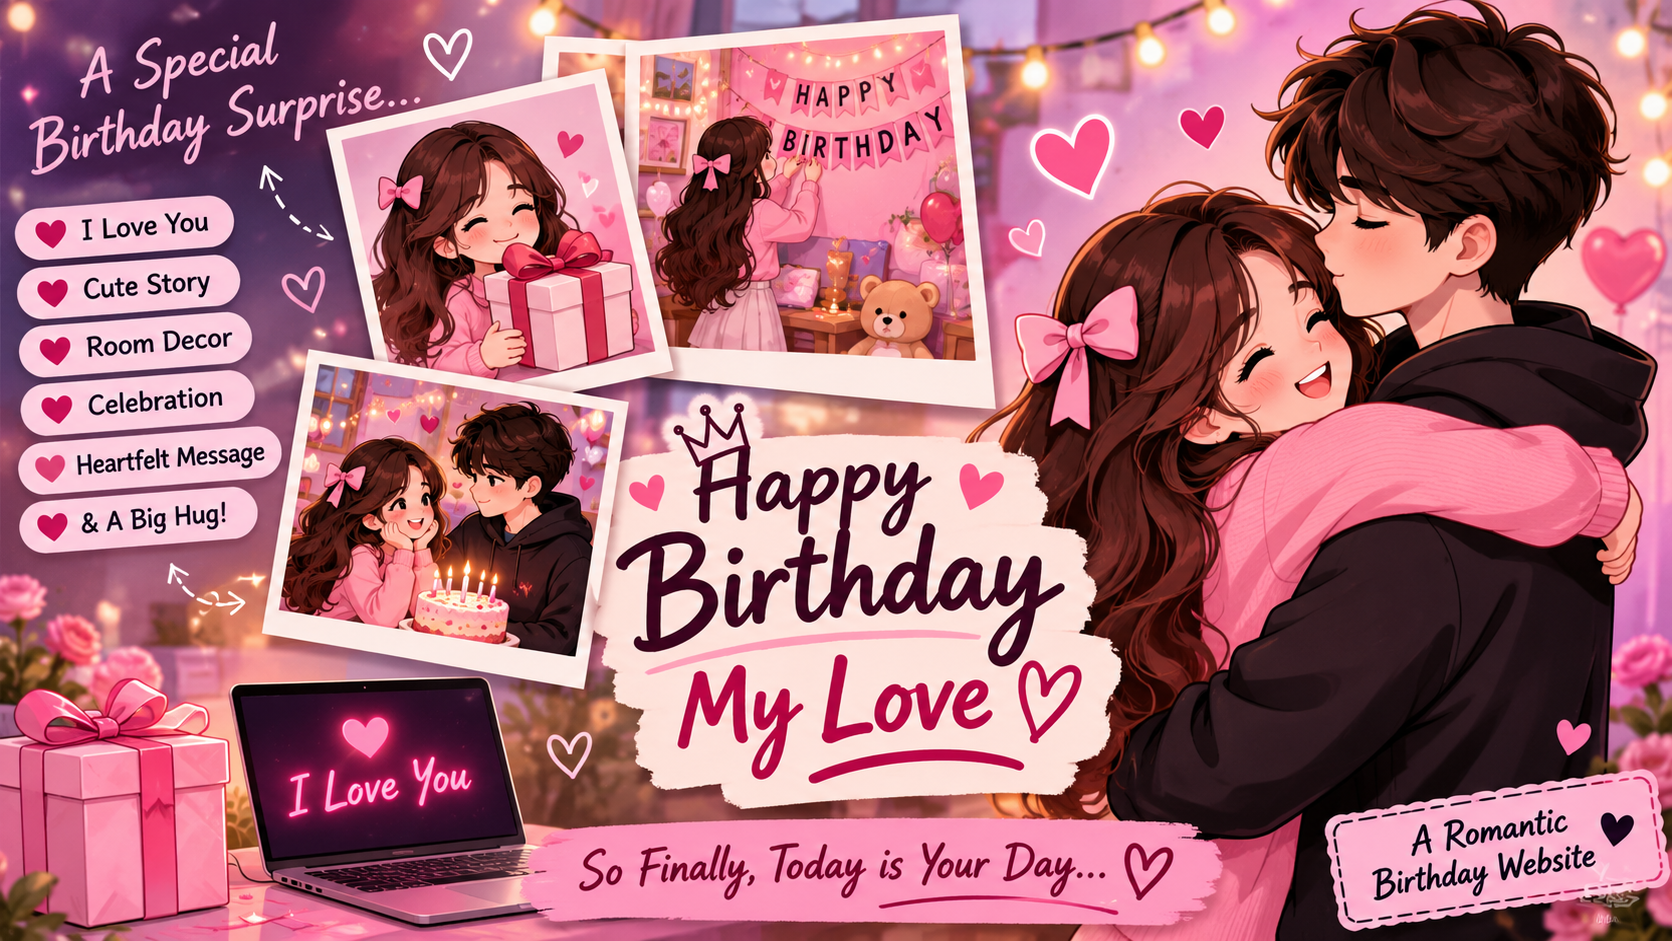 A Special
Birthday Surprise...
I Love You
Cute Story
Room Decor
Celebration
Heartfelt Message
& A Big Hug!
HAPPY
BIRTHDAY
Happy
Birthday
My Love
I Love You
So Finally, Today is Your Day...
A Romantic
Birthday Website